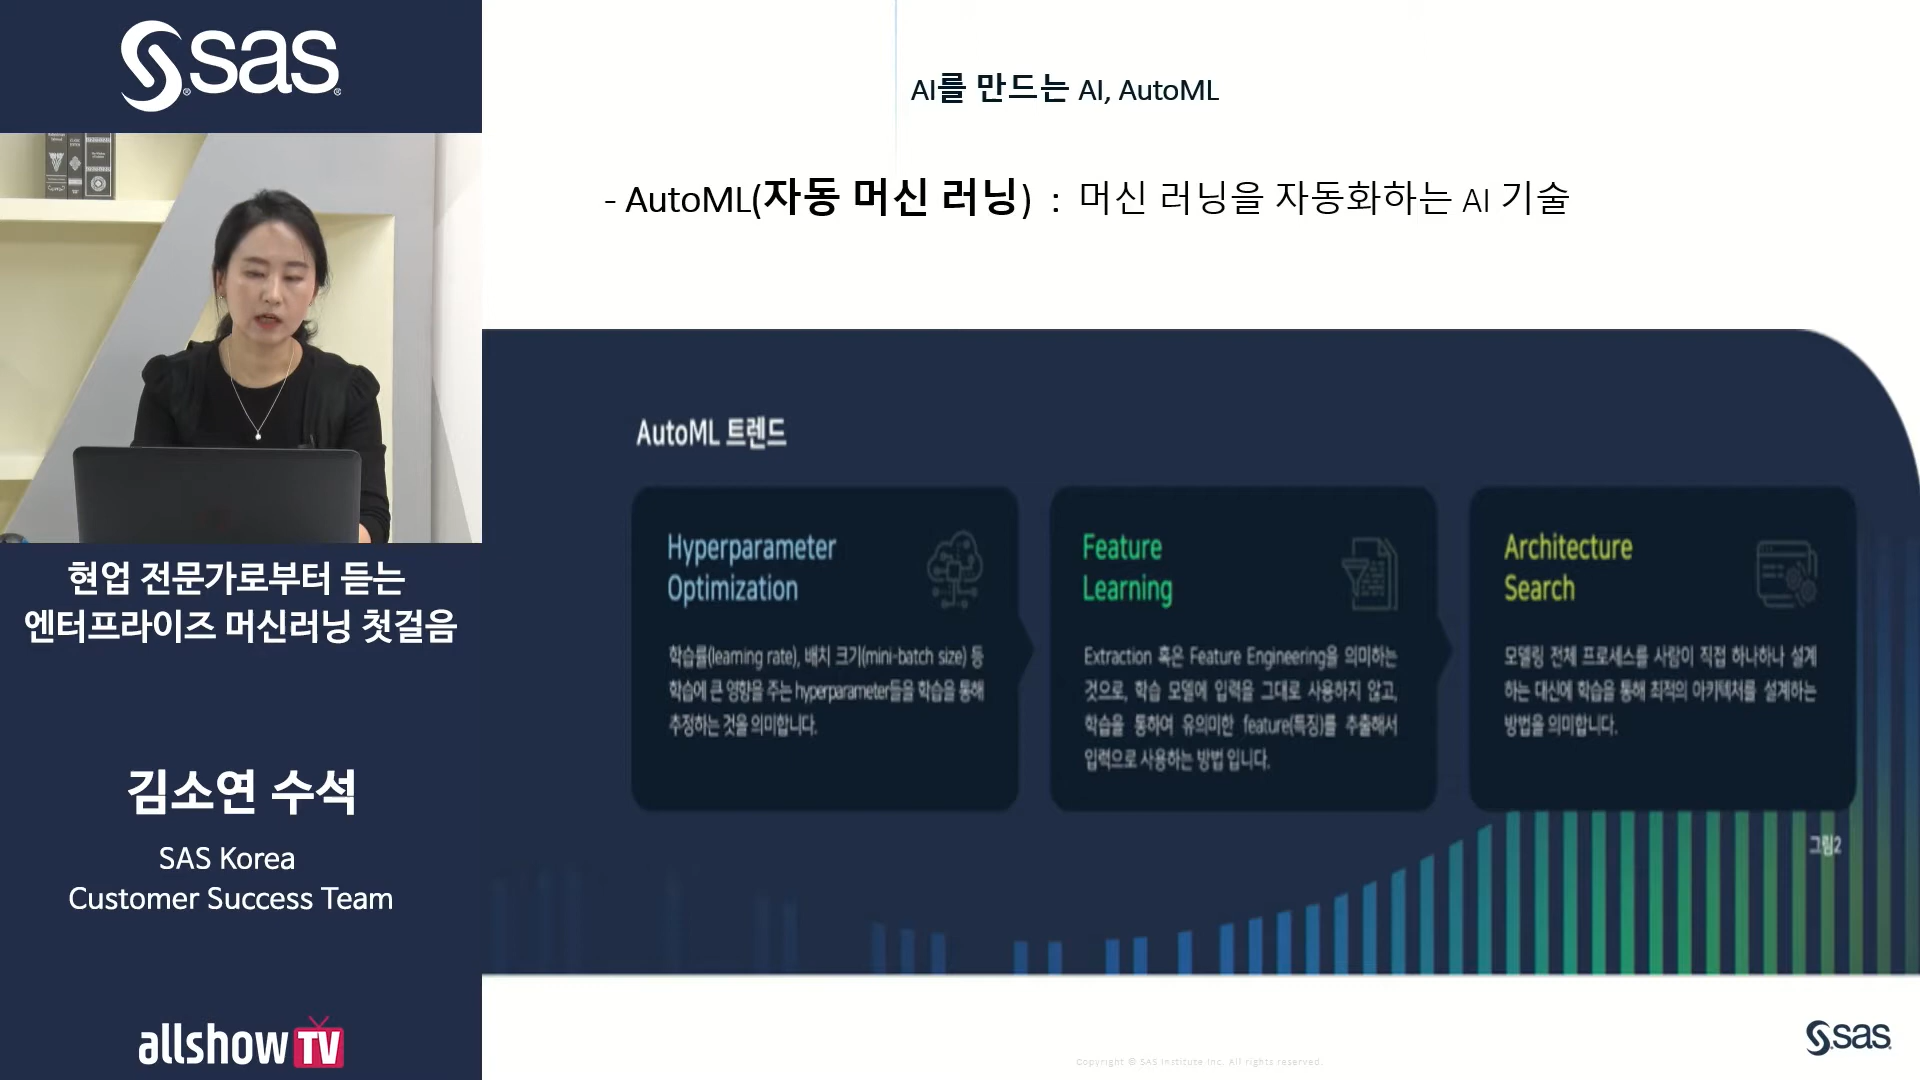 sas
현업 전문가로부터 듣는
엔터프라이즈 머신러닝 첫걸음
김소연 수석
SAS Korea
Customer Success Team
allshow TV
AI를 만드는 AI, AutoML
- AutoML(자동 머신 러닝) : 머신 러닝을 자동화하는 AI 기술
AutoML 트렌드
Hyperparameter
Optimization
학습률(learning rate), 배치 크기(mini-batch size) 등
학습에 큰 영향을 주는 hyperparameter들을 학습을 통해
추정하는 것을 의미합니다.
Feature
Learning
Extraction 혹은 Feature Engineering을 의미하는
것으로, 학습 모델에 입력을 그대로 사용하지 않고,
학습을 통하여 유의미한 feature(특징)를 추출해서
입력으로 사용하는 방법 입니다.
Architecture
Search
모델링 전체 프로세스를 사람이 직접 하나하나 설계
하는 대신에 학습을 통해 최적의 아키텍처를 설계하는
방법을 의미합니다.
그림2
Copyright © SAS Institute Inc. All rights reserved.
sas